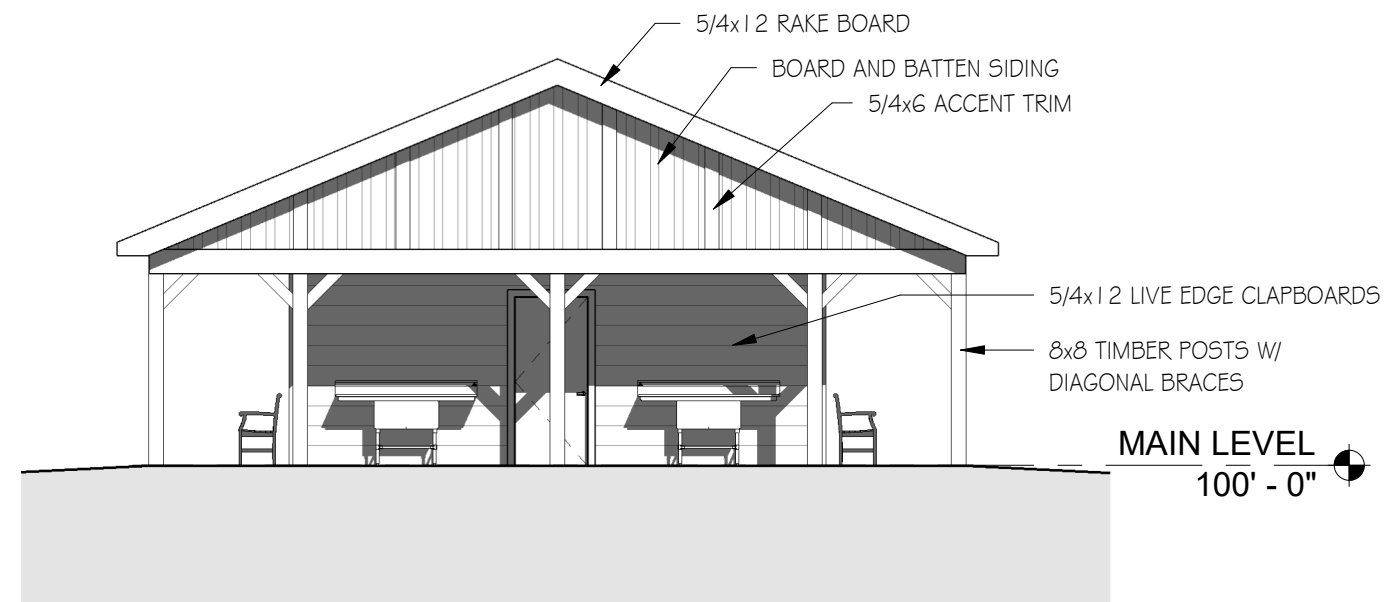 5/4x12 RAKE BOARD
BOARD AND BATTEN SIDING
5/4x6 ACCENT TRIM
5/4x12 LIVE EDGE CLAPBOARDS
8x8 TIMBER POSTS W/
DIAGONAL BRACES
MAIN LEVEL
100' - 0"